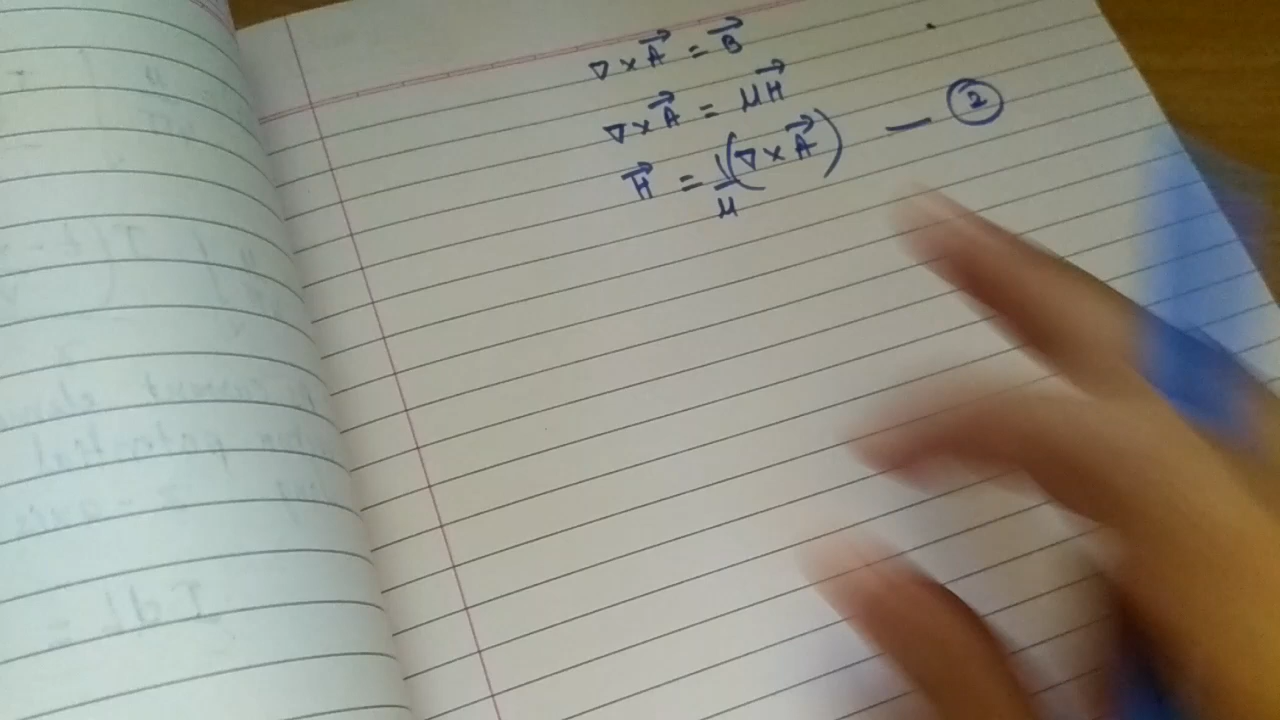 ∇ × A⃗ = B⃗
∇ × A⃗ = μH⃗
H⃗ = 1/μ (∇ × A⃗) — ②